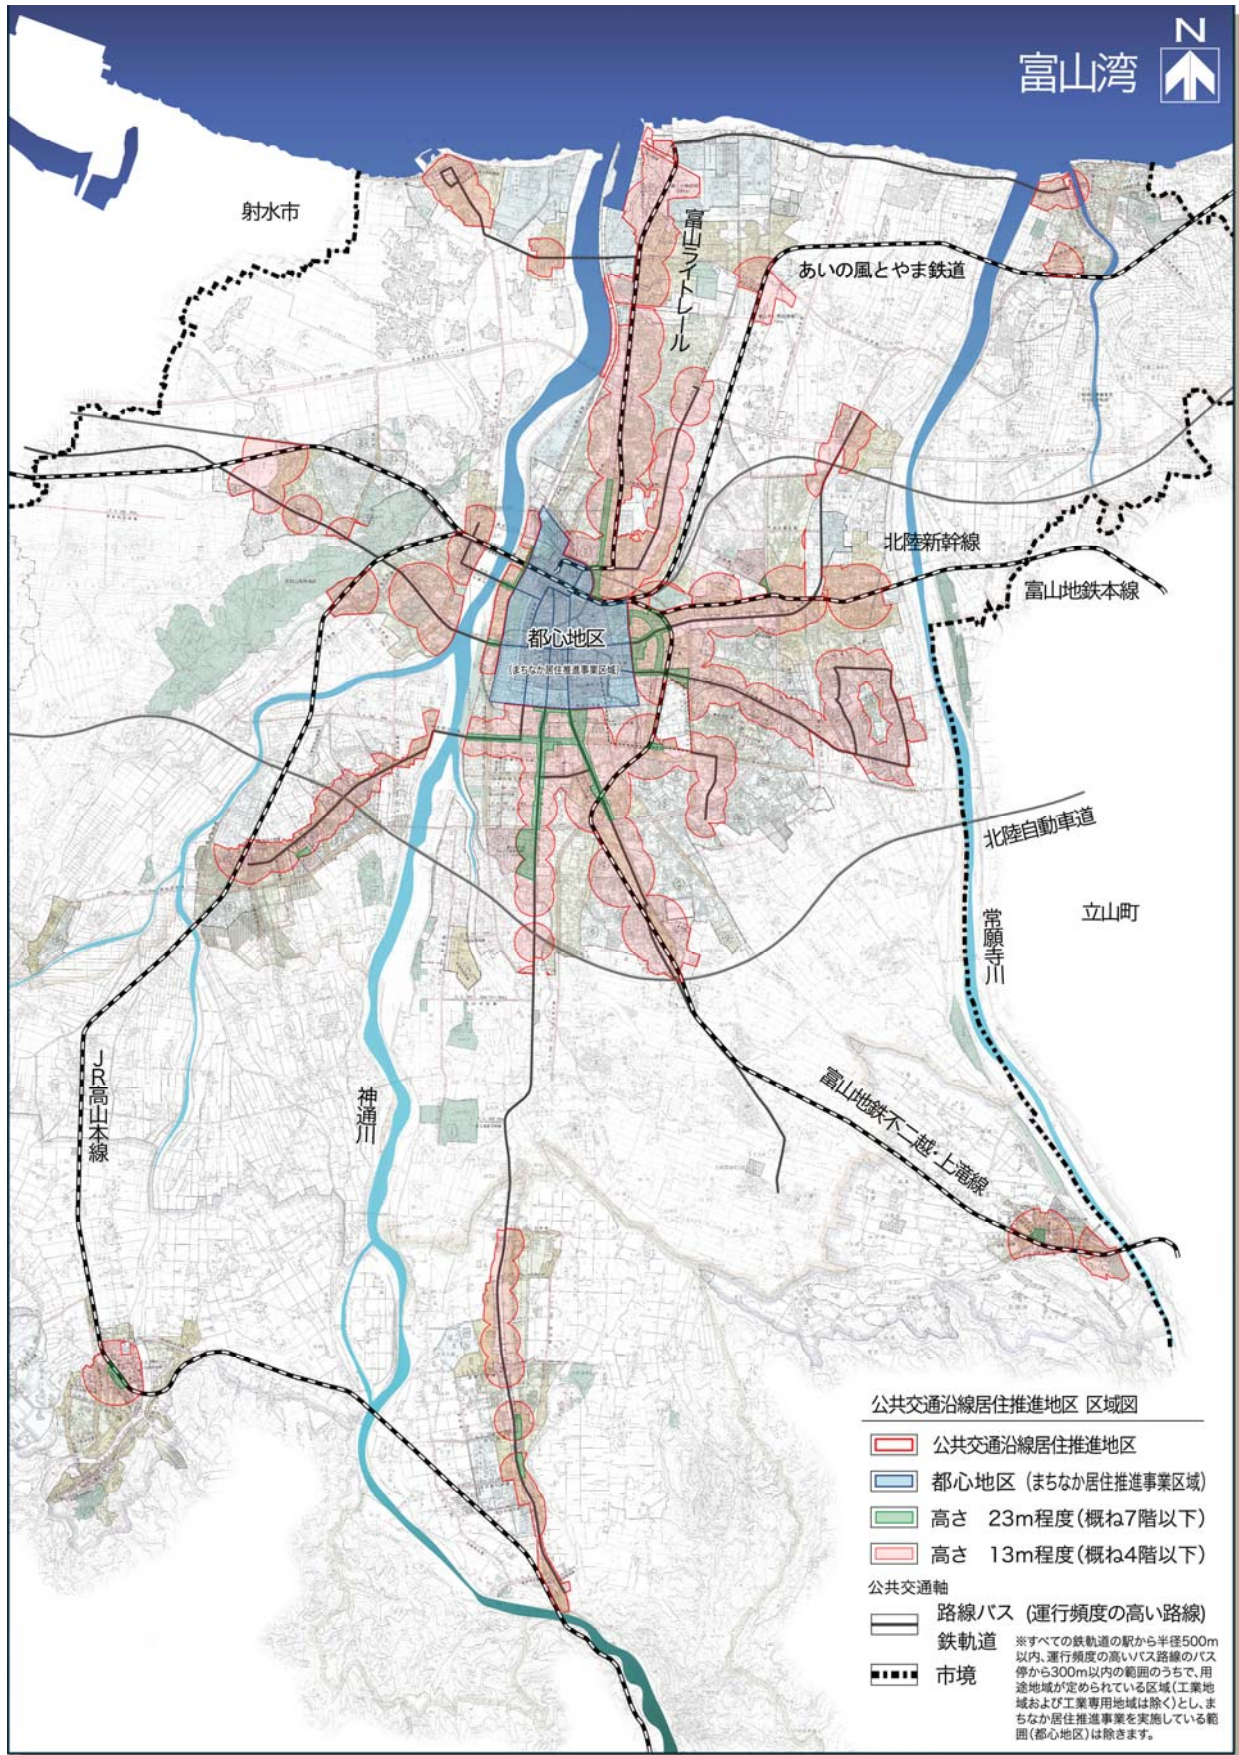 N
富山湾
射水市
富山ライトレール
あいの風とやま鉄道
北陸新幹線
富山地鉄本線
都心地区
(まちなか居住推進事業区域)
北陸自動車道
立山町
常願寺川
JR高山本線
神通川
富山地鉄不二越・上滝線
公共交通沿線居住推進地区 区域図
公共交通沿線居住推進地区
都心地区 (まちなか居住推進事業区域)
高さ 23m程度(概ね7階以下)
高さ 13m程度(概ね4階以下)
公共交通軸
路線バス (運行頻度の高い路線)
鉄軌道
市境
※すべての鉄軌道の駅から半径500m
以内、運行頻度の高いバス路線のバス
停から300m以内の範囲のうちで、用
途地域が定められている区域(工業地
域および工業専用地域は除く)とし、ま
ちなか居住推進事業を実施している範
囲(都心地区)は除きます。